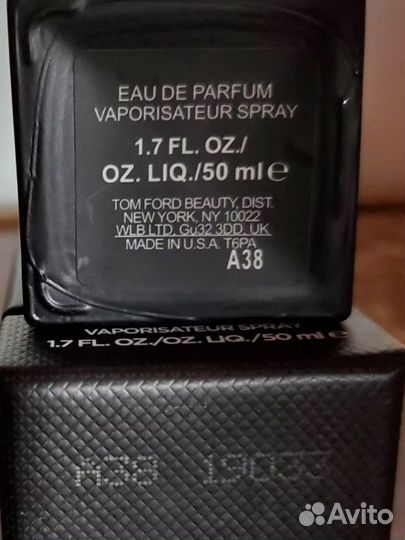 EAU DE PARFUM
VAPORISATEUR SPRAY
1.7 FL. OZ./
OZ. LIQ./50 ml ℮
TOM FORD BEAUTY, DIST.
NEW YORK, NY 10022
WLB LTD, Gu32 3DD, UK
MADE IN U.S.A. T6PA
A38
VAPORISATEUR SPRAY
1.7 FL. OZ./OZ. LIQ./50 ml ℮
A38
Avito